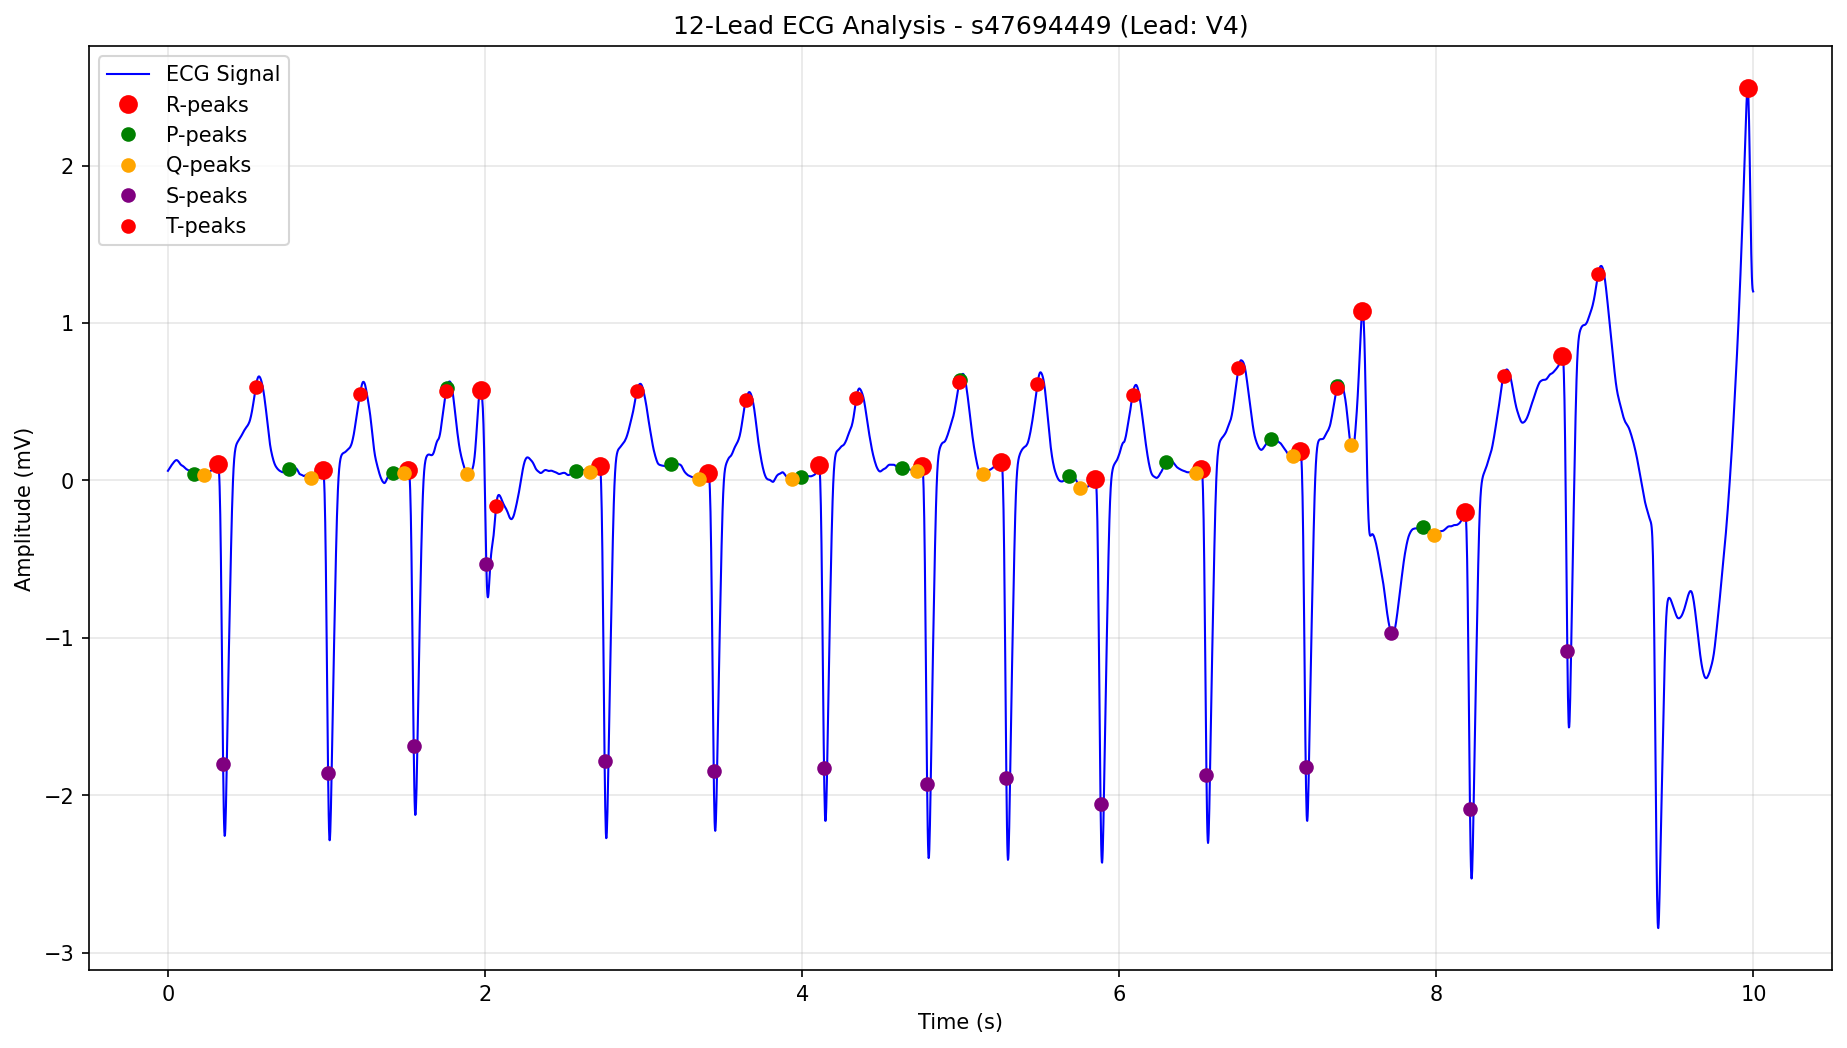 12-Lead ECG Analysis - s47694449 (Lead: V4)
ECG Signal
R-peaks
P-peaks
Q-peaks
S-peaks
T-peaks
Amplitude (mV)
2
1
0
−1
−2
−3
0 2 4 6 8 10
Time (s)